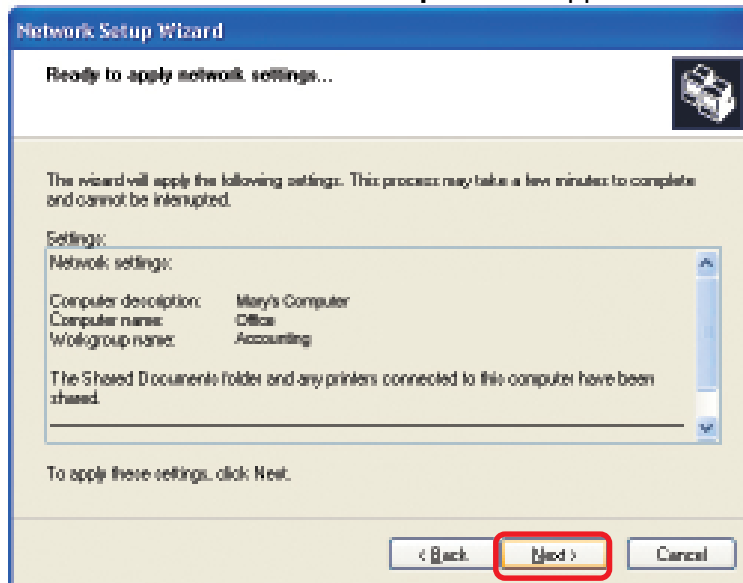 Network Setup Wizard
Ready to apply network settings...
The wizard will apply the following settings. This process may take a few minutes to complete
and cannot be interrupted.
Settings:
Network settings:
Computer description: Mary's Computer
Computer name: Office
Workgroup name: Accounting
The Shared Documents folder and any printers connected to this computer have been
shared.
To apply these settings, click Next.
< Back Next > Cancel